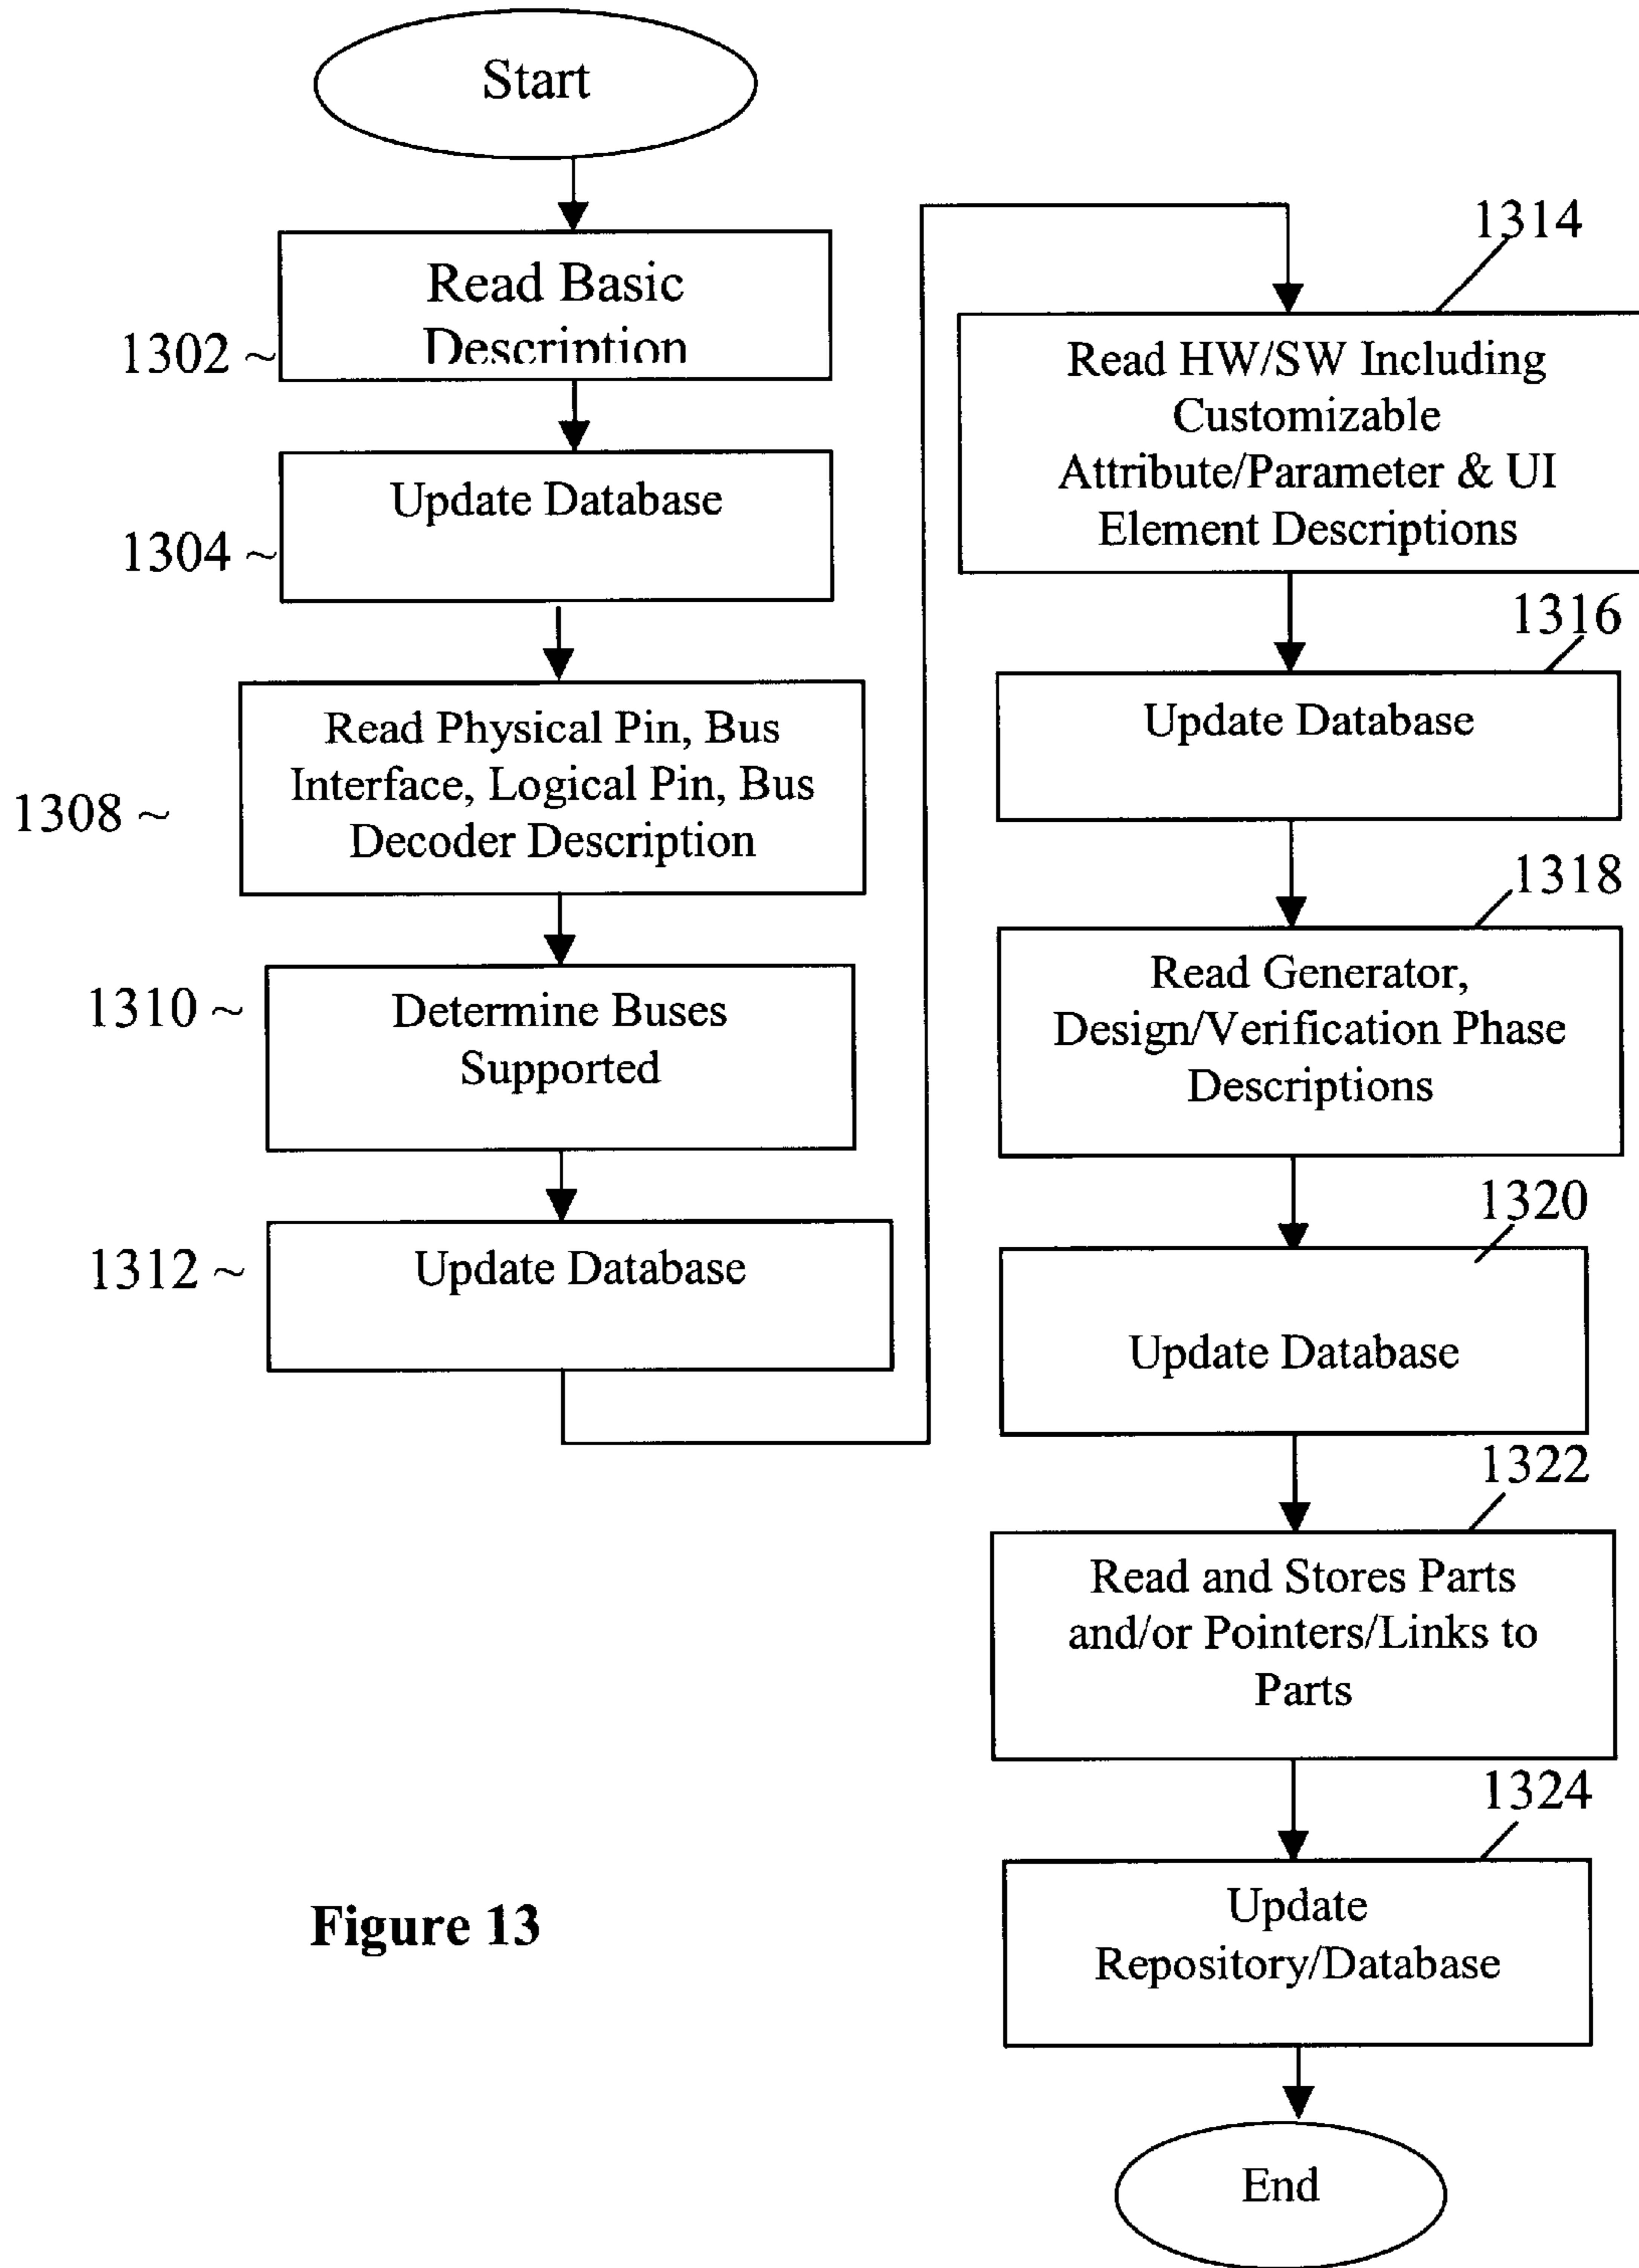 Start
Read Basic
Description
1302 ~
Update Database
1304 ~
Read Physical Pin, Bus
Interface, Logical Pin, Bus
Decoder Description
1308 ~
1310 ~
Determine Buses
Supported
1312 ~
Update Database
1314
Read HW/SW Including
Customizable
Attribute/Parameter & UI
Element Descriptions
1316
Update Database
1318
Read Generator,
Design/Verification Phase
Descriptions
1320
Update Database
1322
Read and Stores Parts
and/or Pointers/Links to
Parts
1324
Update
Repository/Database
End
Figure 13